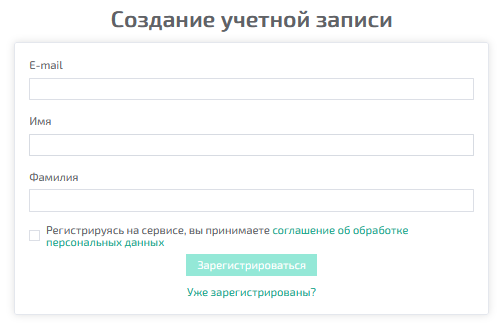 Создание учетной записи
E-mail
Имя
Фамилия
Регистрируясь на сервисе, вы принимаете соглашение об обработке
персональных данных
Зарегистрироваться
Уже зарегистрированы?